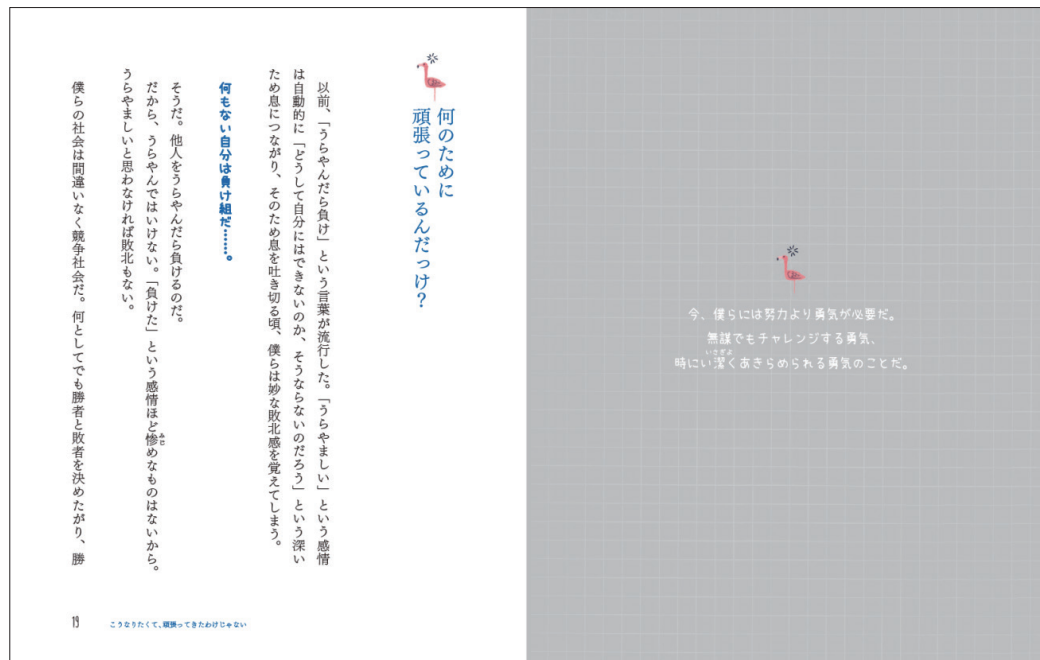 今、僕らには努力より勇気が必要だ。
無謀でもチャレンジする勇気、
時にい潔くあきらめられる勇気のことだ。
いさぎよ
何のために
頑張っているんだっけ？
以前、「うらやんだら負け」という言葉が流行した。「うらやましい」という感情
は自動的に「どうして自分にはできないのか、そうならないのだろう」という深い
ため息につながり、そのため息を吐き切る頃、僕らは妙な敗北感を覚えてしまう。
何もない自分は負け組だ……。
そうだ。他人をうらやんだら負けるのだ。
だから、うらやんではいけない。「負けた」という感情ほど惨めなものはないから。
みじ
うらやましいと思わなければ敗北もない。
僕らの社会は間違いなく競争社会だ。何としてでも勝者と敗者を決めたがり、勝
19
こうなりたくて、頑張ってきたわけじゃない